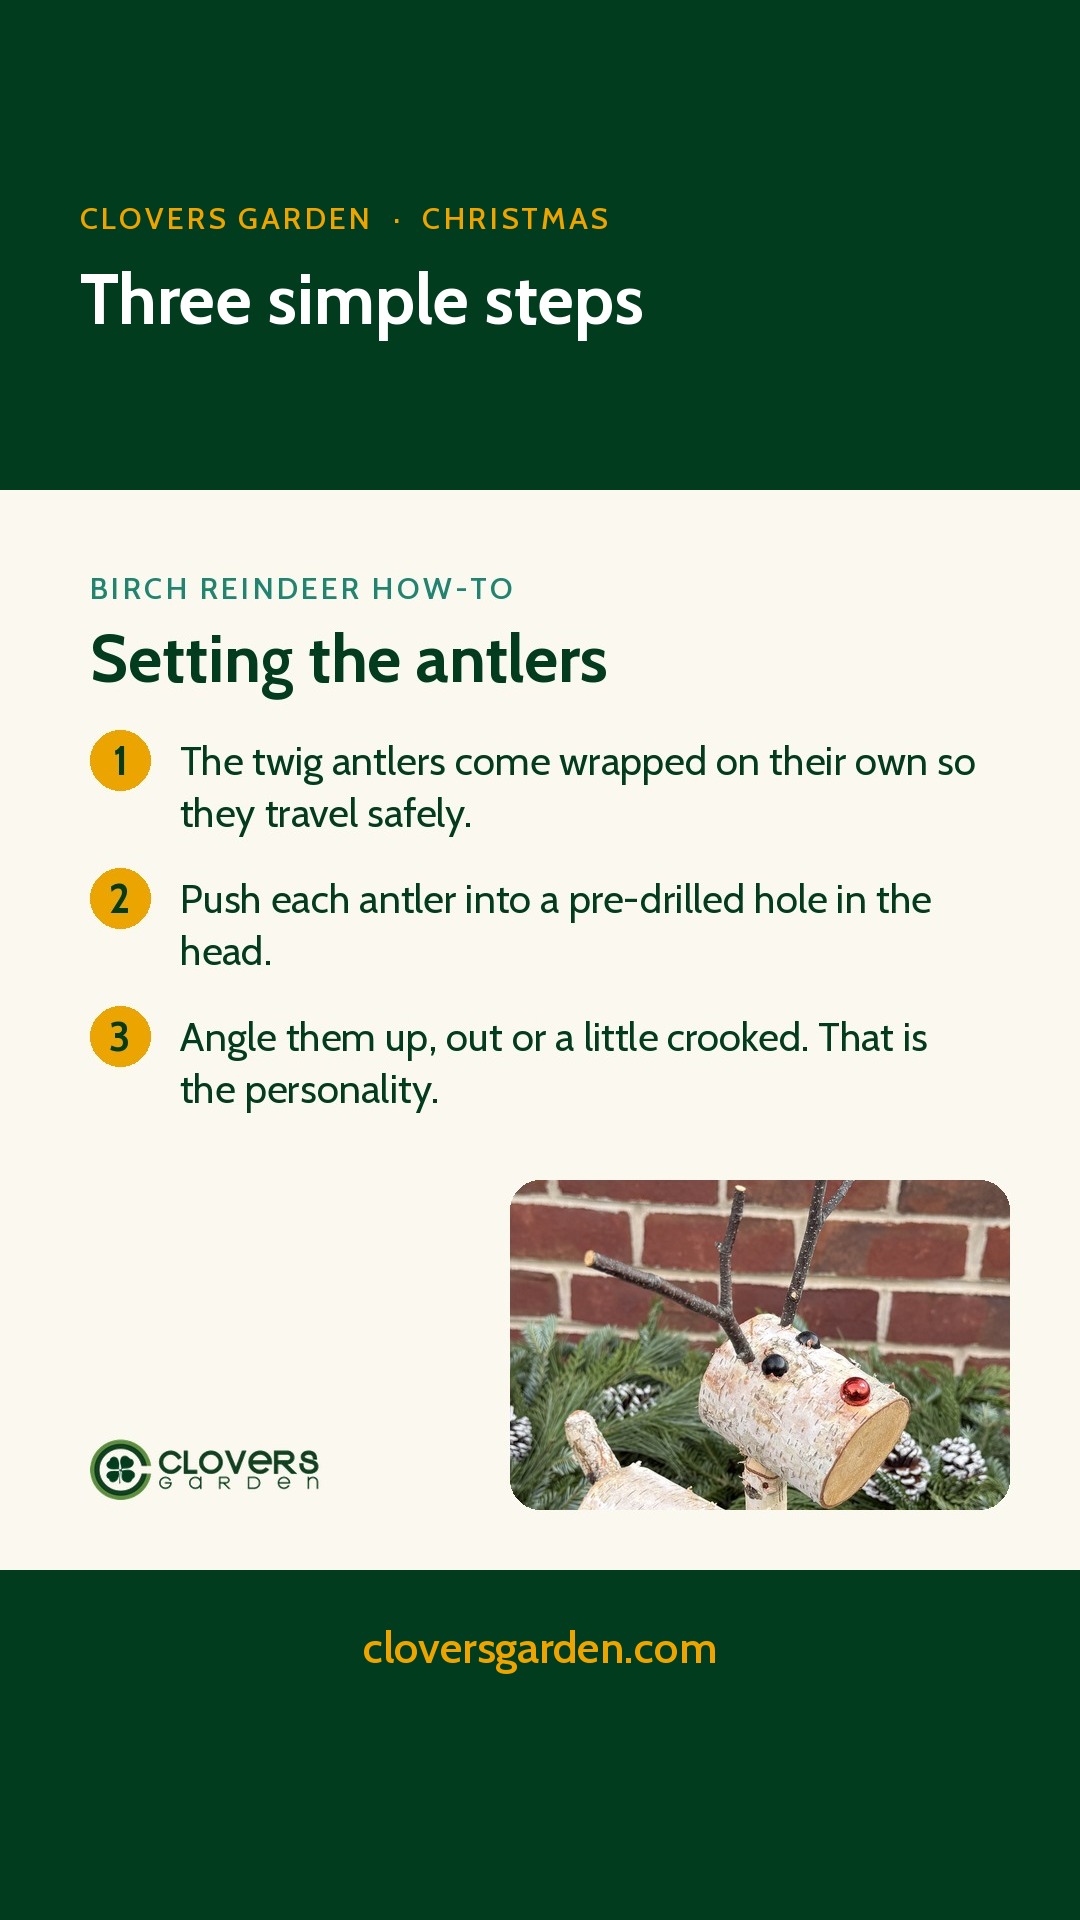 CLOVERS GARDEN · CHRISTMAS
Three simple steps
BIRCH REINDEER HOW-TO
Setting the antlers
1 The twig antlers come wrapped on their own so
they travel safely.
2 Push each antler into a pre-drilled hole in the
head.
3 Angle them up, out or a little crooked. That is
the personality.
CLOVERS
GARDEN
cloversgarden.com